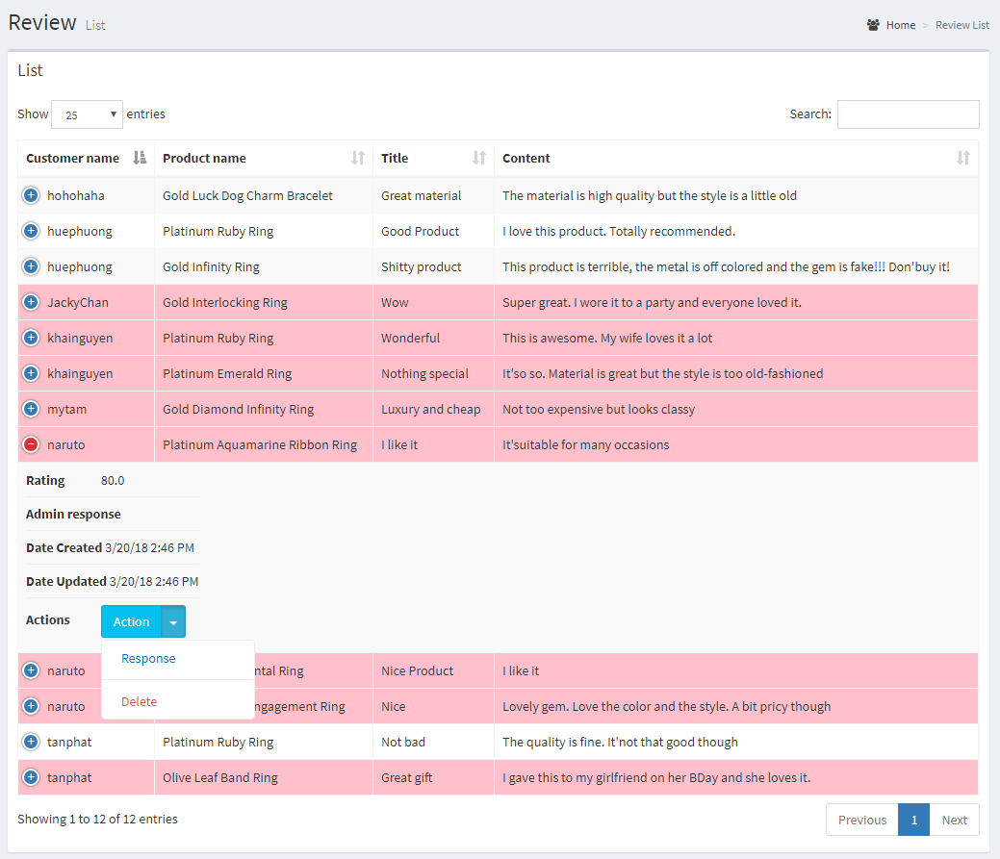 Review List
Home > Review List
List
Show 25 entries
Search:
Customer name Product name Title Content
hohohaha Gold Luck Dog Charm Bracelet Great material The material is high quality but the style is a little old
huephuong Platinum Ruby Ring Good Product I love this product. Totally recommended.
huephuong Gold Infinity Ring Shitty product This product is terrible, the metal is off colored and the gem is fake!!! Don'buy it!
JackyChan Gold Interlocking Ring Wow Super great. I wore it to a party and everyone loved it.
khainguyen Platinum Ruby Ring Wonderful This is awesome. My wife loves it a lot
khainguyen Platinum Emerald Ring Nothing special It'so so. Material is great but the style is too old-fashioned
mytam Gold Diamond Infinity Ring Luxury and cheap Not too expensive but looks classy
naruto Platinum Aquamarine Ribbon Ring I like it It'suitable for many occasions
Rating 80.0
Admin response
Date Created 3/20/18 2:46 PM
Date Updated 3/20/18 2:46 PM
Actions Action
Response
Delete
naruto Ring Nice Product I like it
naruto Ring Nice Lovely gem. Love the color and the style. A bit pricy though
tanphat Platinum Ruby Ring Not bad The quality is fine. It'not that good though
tanphat Olive Leaf Band Ring Great gift I gave this to my girlfriend on her BDay and she loves it.
Showing 1 to 12 of 12 entries
Previous 1 Next